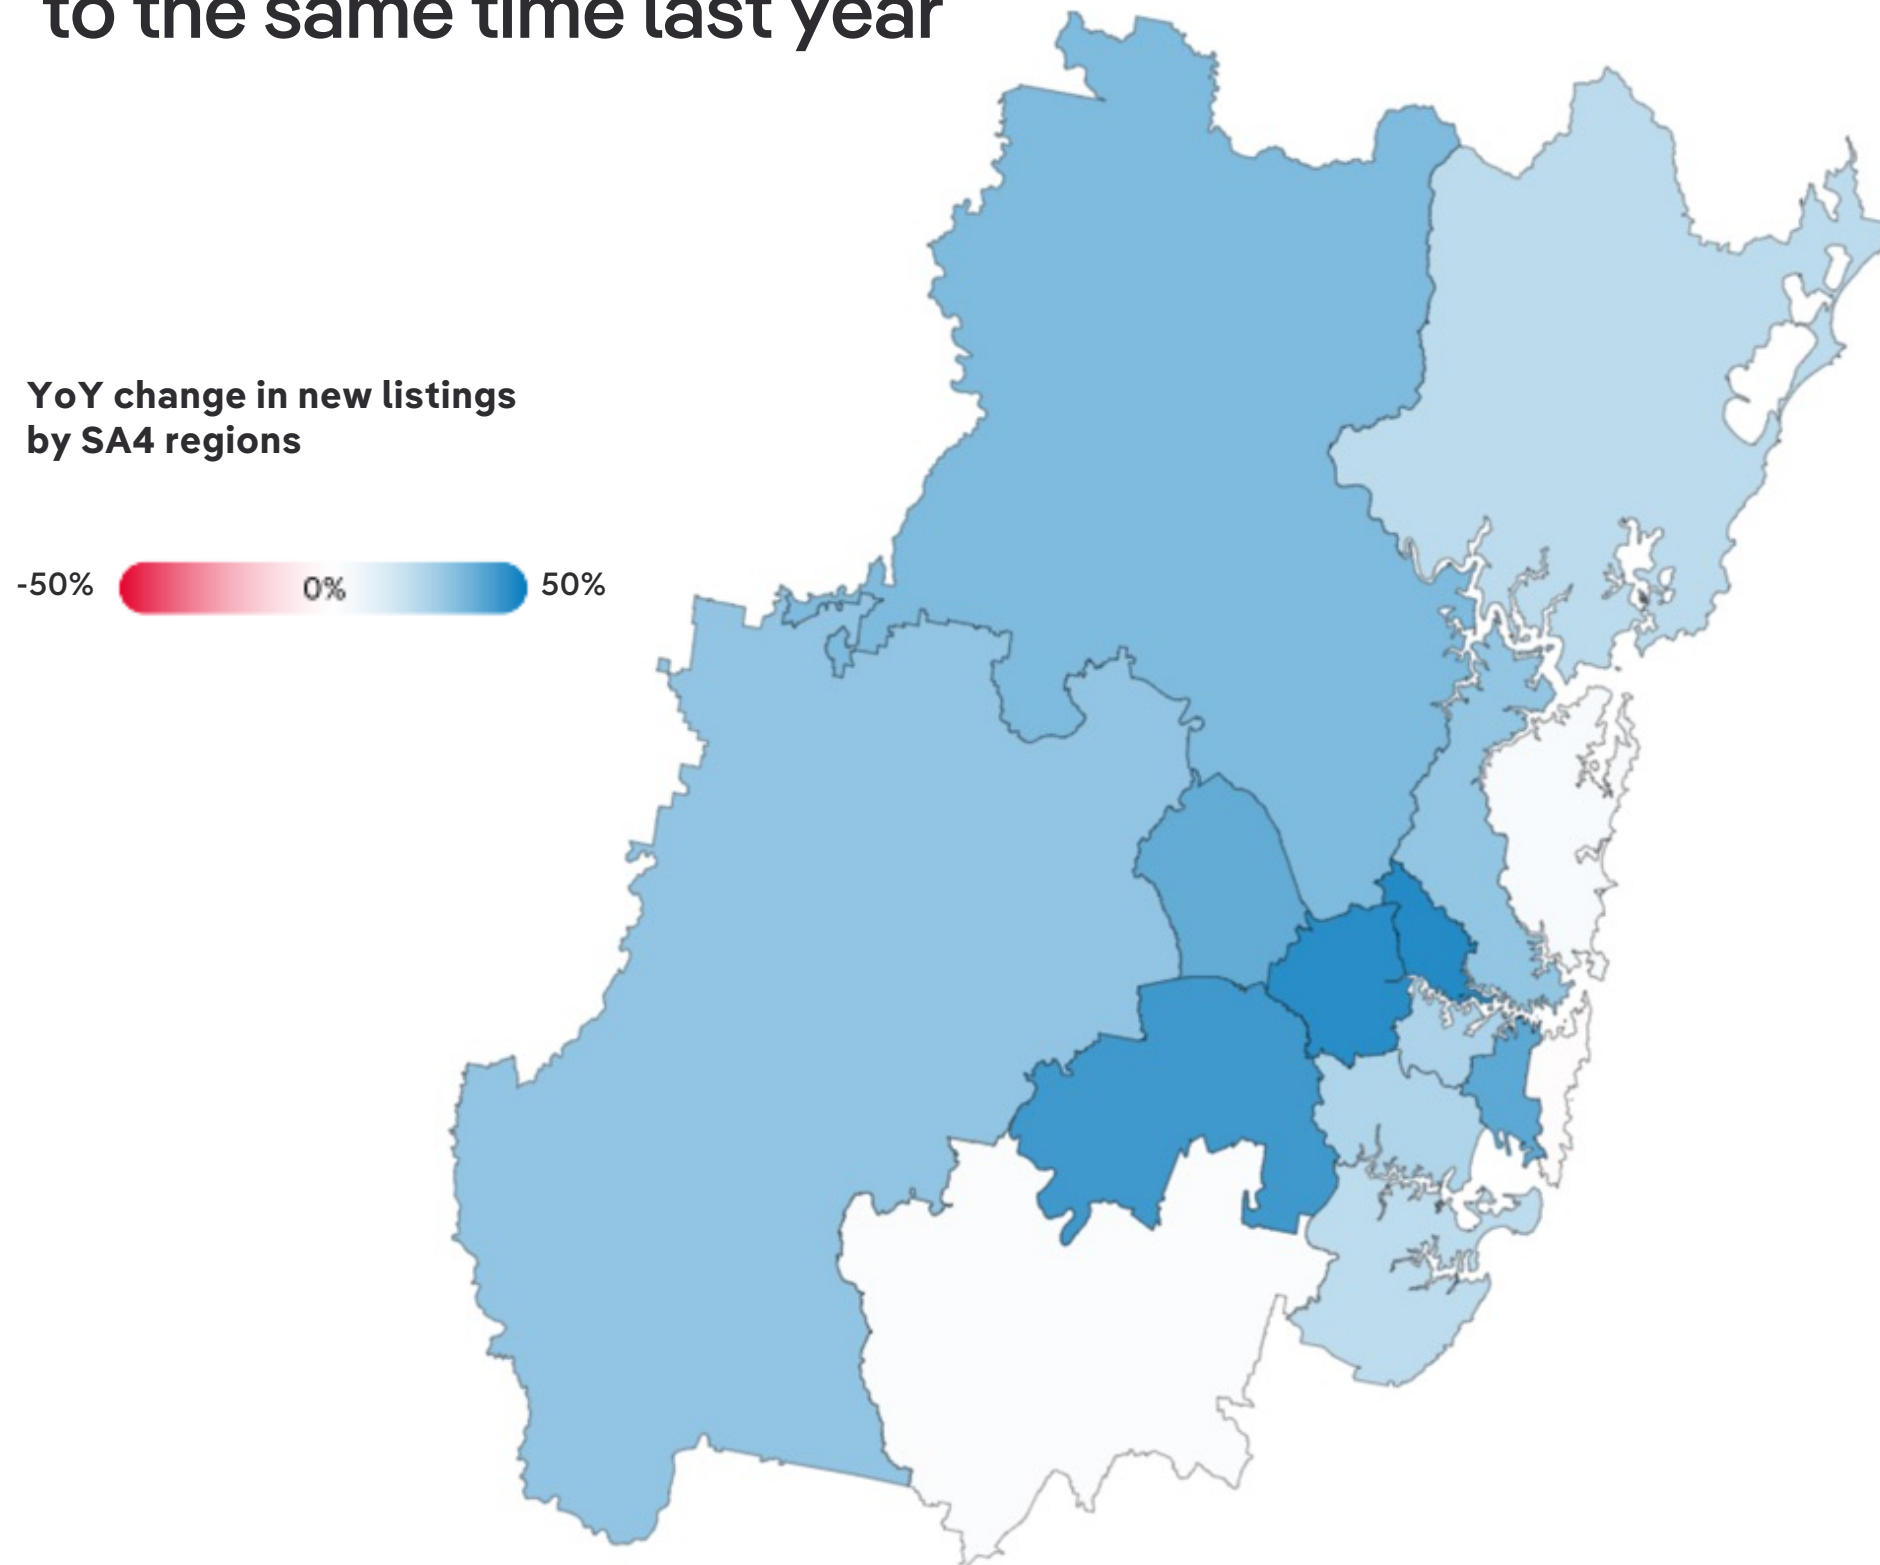 to the same time last year
YoY change in new listings
by SA4 regions
-50% 0% 50%